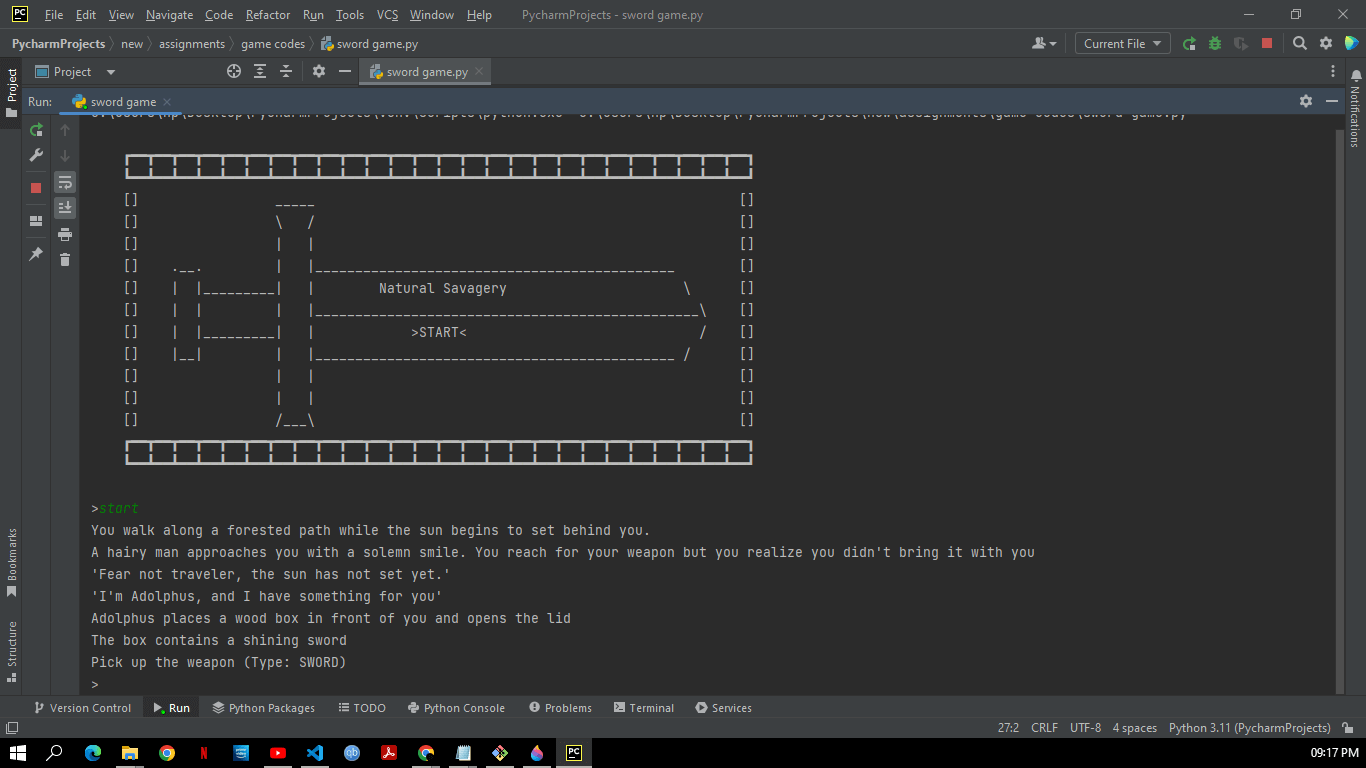 PC File Edit View Navigate Code Refactor Run Tools VCS Window Help PycharmProjects - sword game.py
PycharmProjects new assignments game codes sword game.py Current File
Project Project sword game.py
Notifications
Run: sword game
[] _____ []
[] \ / []
[] | | []
[] .__. | |_____________________________________________ []
[] | |_________| | Natural Savagery \ []
[] | | | |________________________________________________\ []
[] | |_________| | >START< / []
[] |__| | |_____________________________________________ / []
[] | | []
[] | | []
[] /___\ []
>start
You walk along a forested path while the sun begins to set behind you.
A hairy man approaches you with a solemn smile. You reach for your weapon but you realize you didn't bring it with you
'Fear not traveler, the sun has not set yet.'
'I'm Adolphus, and I have something for you'
Adolphus places a wood box in front of you and opens the lid
The box contains a shining sword
Pick up the weapon (Type: SWORD)
>
Bookmarks
Structure
Version Control Run Python Packages TODO Python Console Problems Terminal Services
27:2 CRLF UTF-8 4 spaces Python 3.11 (PycharmProjects)
09:17 PM